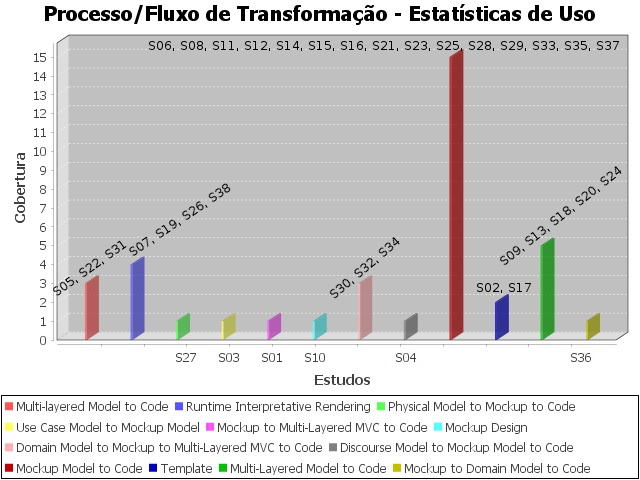 Processo/Fluxo de Transformação - Estatísticas de Uso
S06, S08, S11, S12, S14, S15, S16, S21, S23, S25, S28, S29, S33, S35, S37
S05, S22, S31
S07, S19, S26, S38
S30, S32, S34
S02, S17
S09, S13, S18, S20, S24
Cobertura
15
14
13
12
11
10
9
8
7
6
5
4
3
2
1
0
S27 S03 S01 S10 S04 S36
Estudos
Multi-layered Model to Code Runtime Interpretative Rendering Physical Model to Mockup to Code
Use Case Model to Mockup Model Mockup to Multi-Layered MVC to Code Mockup Design
Domain Model to Mockup to Multi-Layered MVC to Code Discourse Model to Mockup Model to Code
Mockup Model to Code Template Multi-Layered Model to Code Mockup to Domain Model to Code